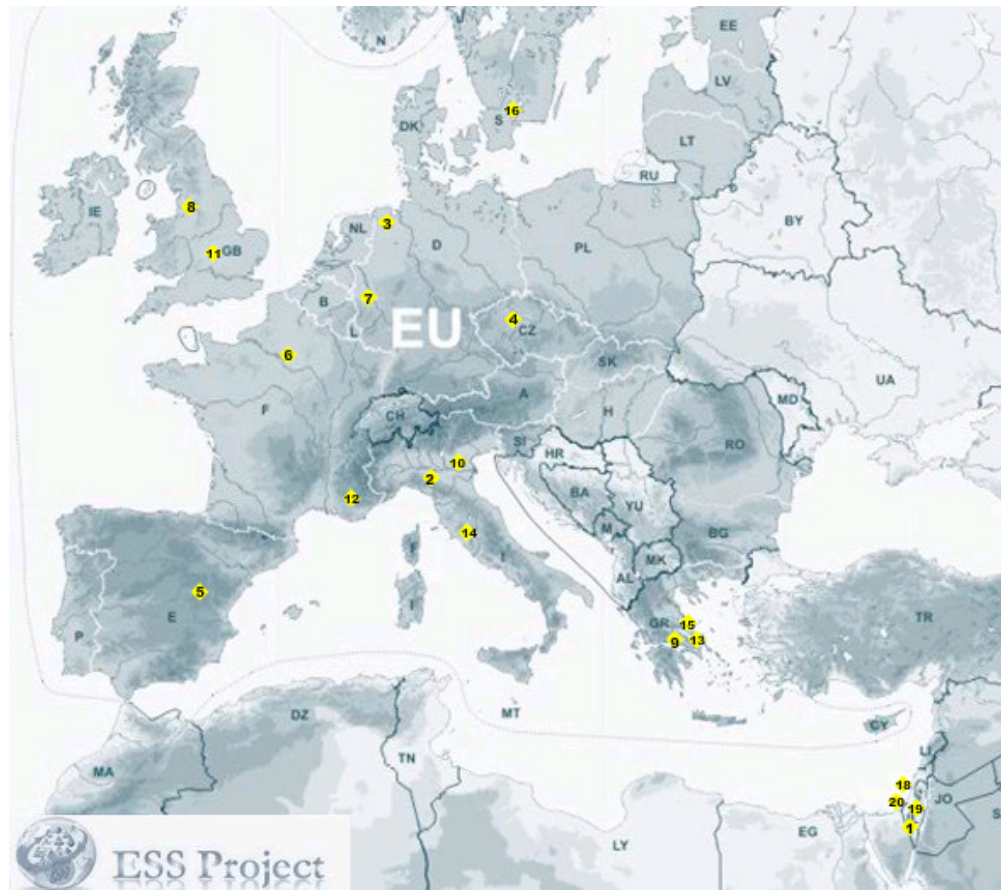 N
EE
LV
16
S
DK
LT
RU
8
IE
3
NL
BY
11
GB
D
PL
7
B
4
CZ
L
EU
6
SK
UA
A
MD
F
CH
H
RO
SI
10
HR
2
12
BA
YU
14
M
BG
I
MK
F
AL
5
E
I
P
GR
15
TR
9
13
DZ
MT
CY
TN
LI
MA
18
20
19
JO
1
LY
EG
ESS Project